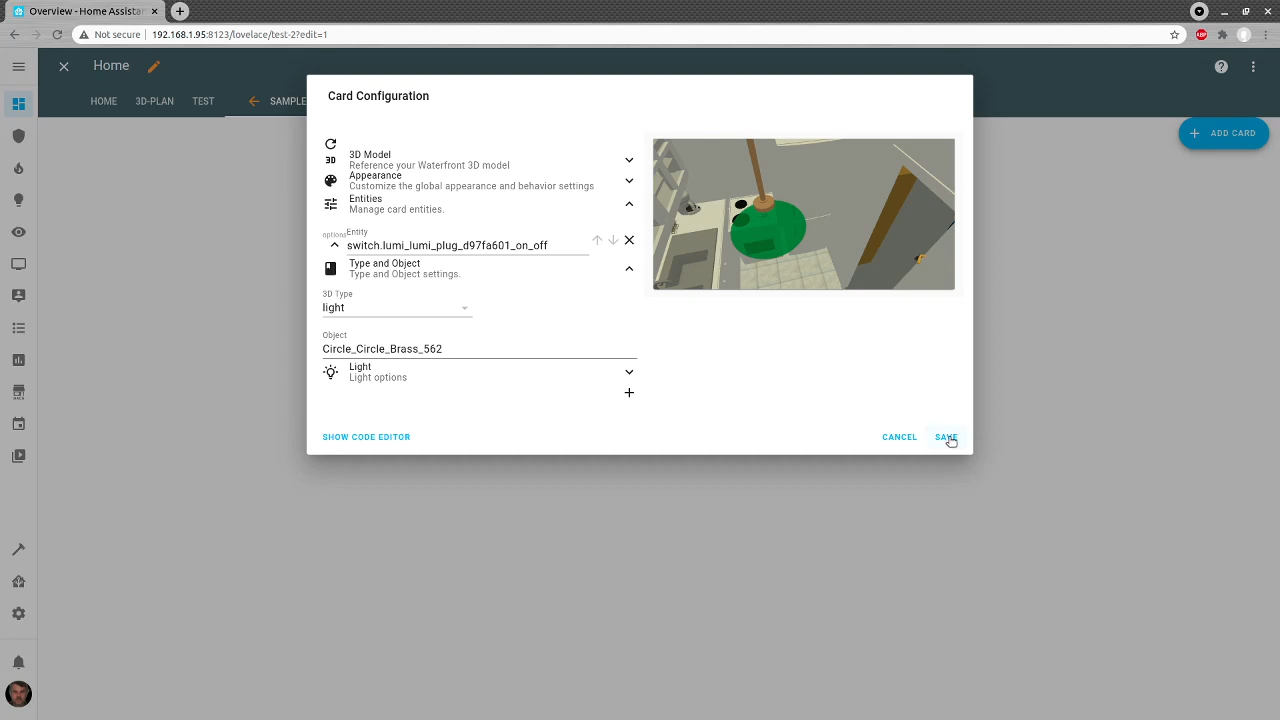 Overview - Home Assistan
Not secure
192.168.1.95:8123/lovelace/test-2?edit=1
ABP
Home
HOME
3D-PLAN
TEST
SAMPLE
ADD CARD
Card Configuration
3D
3D Model
Reference your Waterfront 3D model
Appearance
Customize the global appearance and behavior settings
Entities
Manage card entities.
options
Entity
switch.lumi_lumi_plug_d97fa601_on_off
Type and Object
Type and Object settings.
3D Type
light
Object
Circle_Circle_Brass_562
Light
Light options
SHOW CODE EDITOR
CANCEL
SAVE